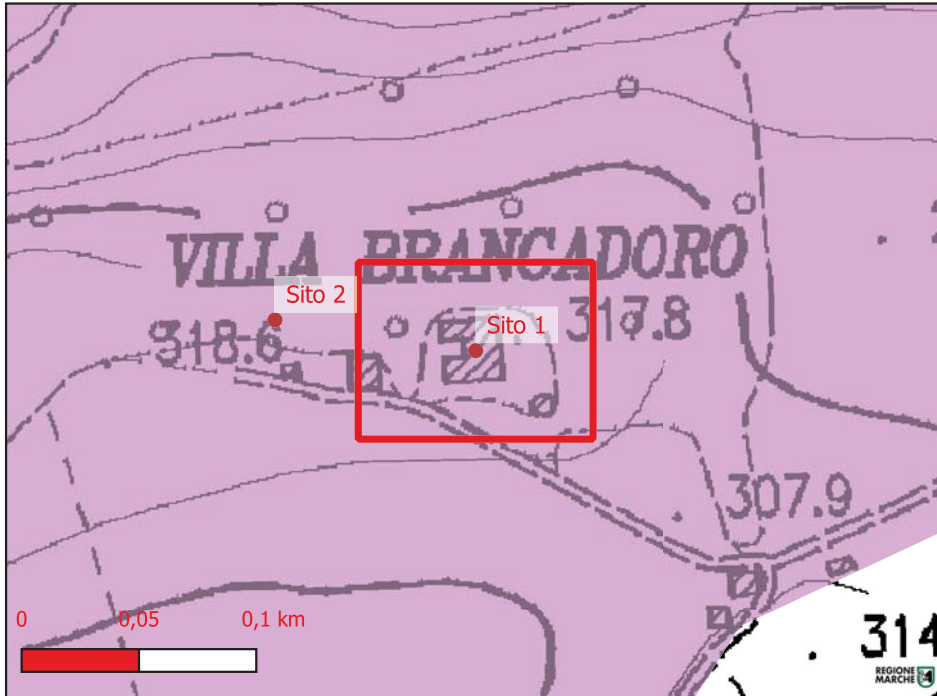 VILLA BRANCADORO
Sito 2
Sito 1
318.6
317.8
307.9
0 0,05 0,1 km
314
REGIONE
MARCHE